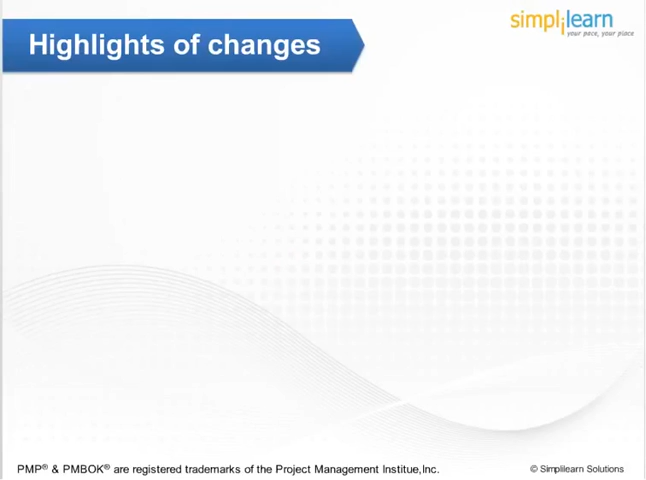 Highlights of changes
simplilearn
your pace, your place
PMP® & PMBOK® are registered trademarks of the Project Management Institue,Inc.
© Simplilearn Solutions